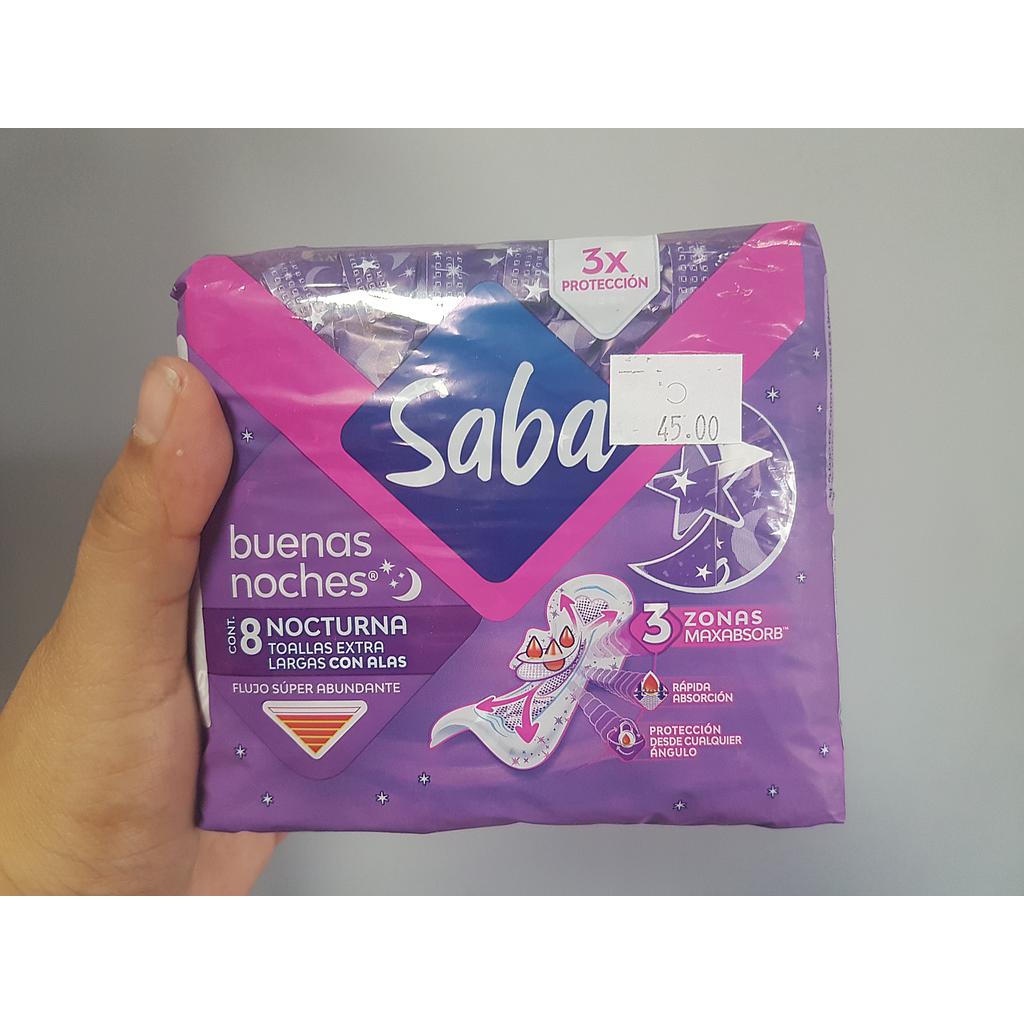 3x
PROTECCIÓN
Saba
45.00
buenas
noches®
CONT. 8 NOCTURNA
TOALLAS EXTRA
LARGAS CON ALAS
FLUJO SÚPER ABUNDANTE
3 ZONAS
MAXABSORB™
RÁPIDA
ABSORCIÓN
PROTECCIÓN
DESDE CUALQUIER
ÁNGULO